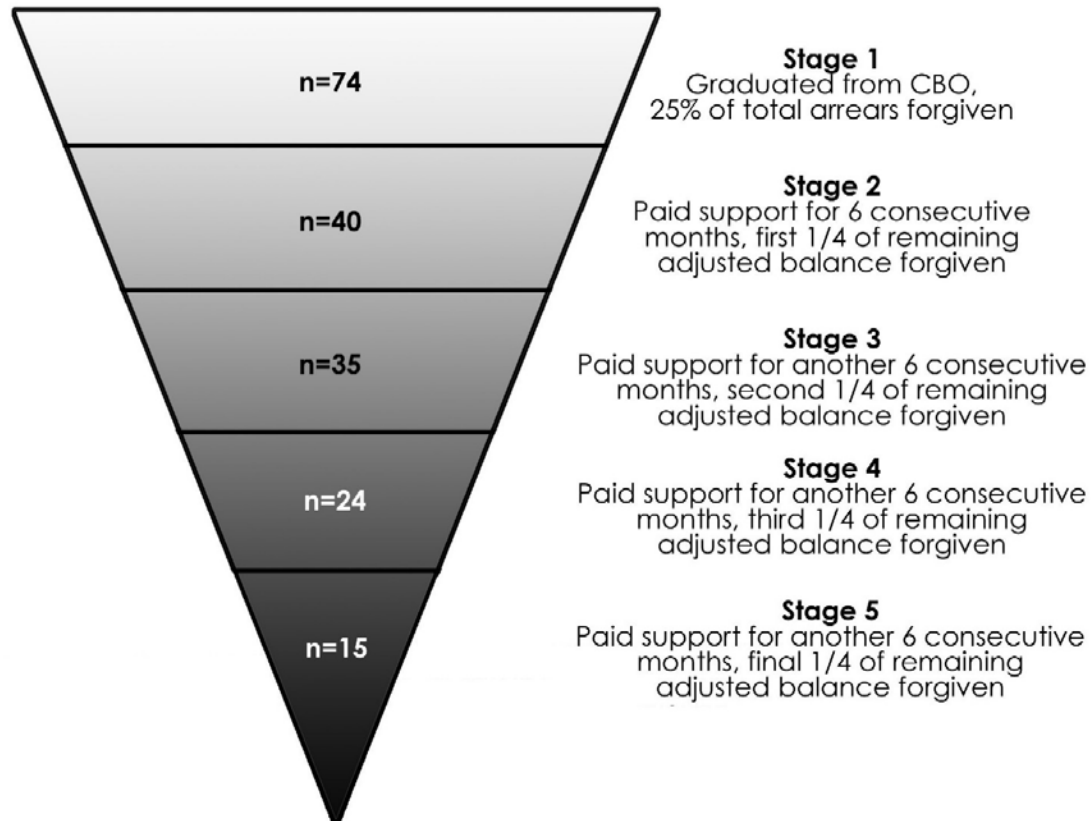 n=74
Stage 1
Graduated from CBO,
25% of total arrears forgiven
n=40
Stage 2
Paid support for 6 consecutive
months, first 1/4 of remaining
adjusted balance forgiven
n=35
Stage 3
Paid support for another 6 consecutive
months, second 1/4 of remaining
adjusted balance forgiven
n=24
Stage 4
Paid support for another 6 consecutive
months, third 1/4 of remaining
adjusted balance forgiven
n=15
Stage 5
Paid support for another 6 consecutive
months, final 1/4 of remaining
adjusted balance forgiven